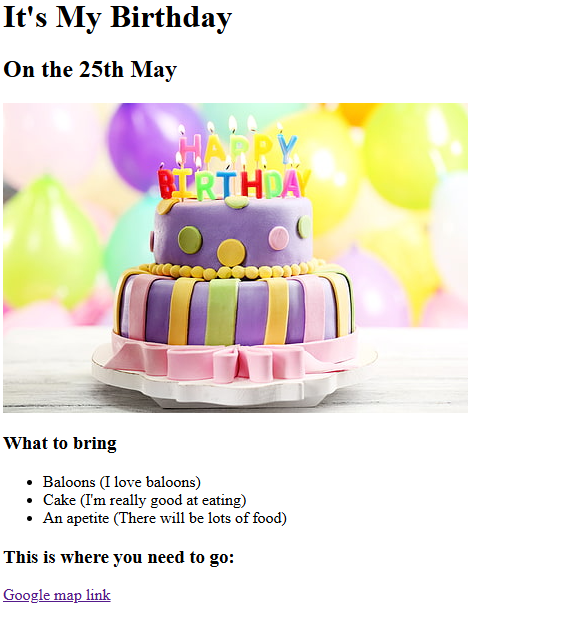 It's My Birthday
On the 25th May
HAPPY
BIRTHDAY
What to bring
Baloons (I love baloons)
Cake (I'm really good at eating)
An apetite (There will be lots of food)
This is where you need to go:
Google map link